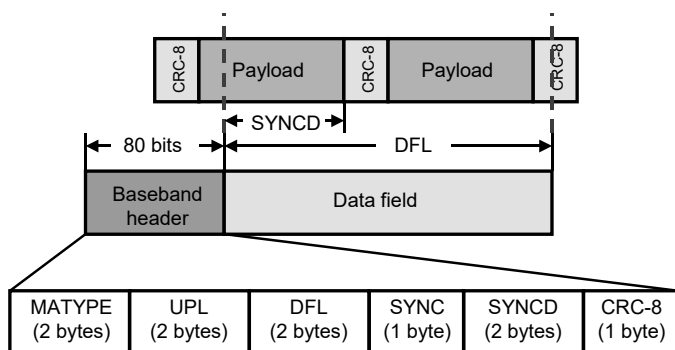 CRC-8 Payload CRC-8 Payload CRC-8
SYNCD
80 bits DFL
Baseband
header
Data field
MATYPE UPL DFL SYNC SYNCD CRC-8
(2 bytes) (2 bytes) (2 bytes) (1 byte) (2 bytes) (1 byte)